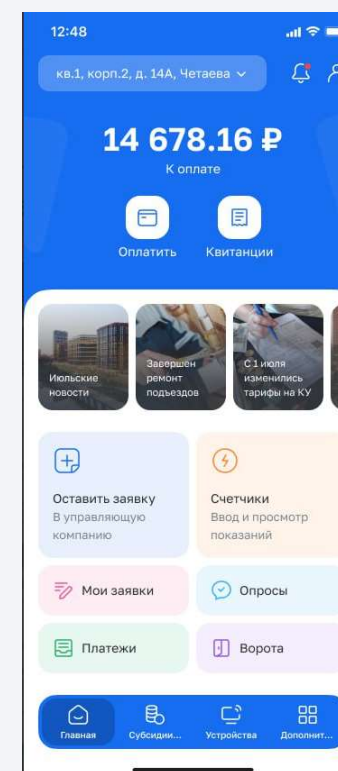 12:48
кв.1, корп.2, д. 14А, Четаева
14 678.16 ₽
К оплате
Оплатить
Квитанции
Июльские
новости
Завершен
ремонт
подъездов
С 1 июля
изменились
тарифы на КУ
Оставить заявку
В управляющую
компанию
Счетчики
Ввод и просмотр
показаний
Мои заявки
Опросы
Платежи
Ворота
Главная
Субсидии...
Устройства
Дополнит...